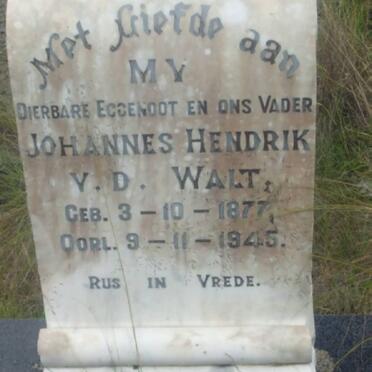 Met Liefde aan
MY
DIERBARE EGGENOOT EN ONS VADER
JOHANNES HENDRIK
V.D. WALT,
GEB. 3-10-1877,
OORL. 9-11-1945.
RUS IN VREDE.